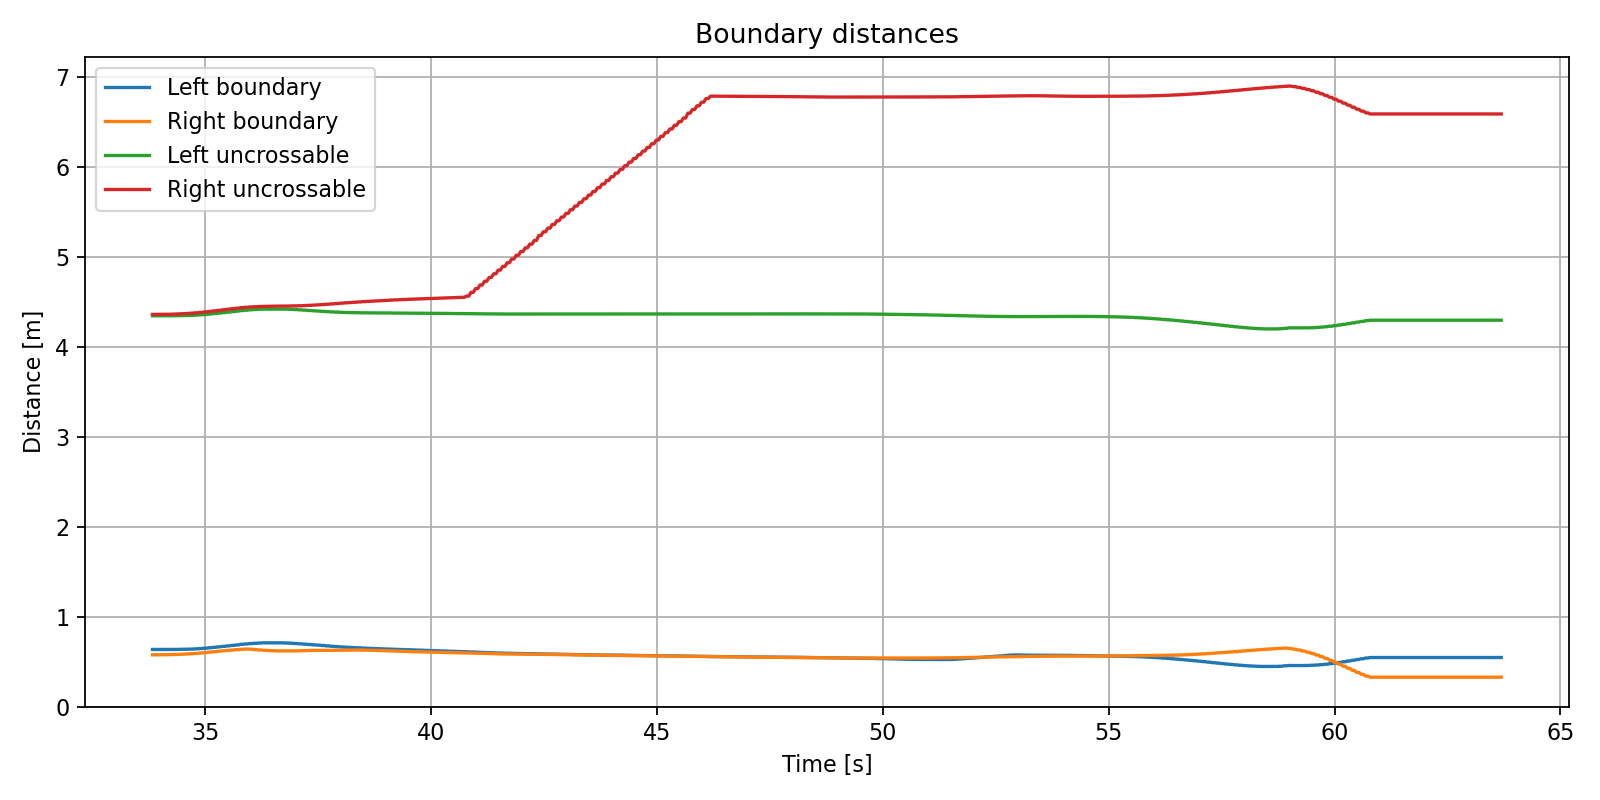 Boundary distances
Left boundary
Right boundary
Left uncrossable
Right uncrossable
Distance [m]
7
6
5
4
3
2
1
0
35 40 45 50 55 60 65
Time [s]